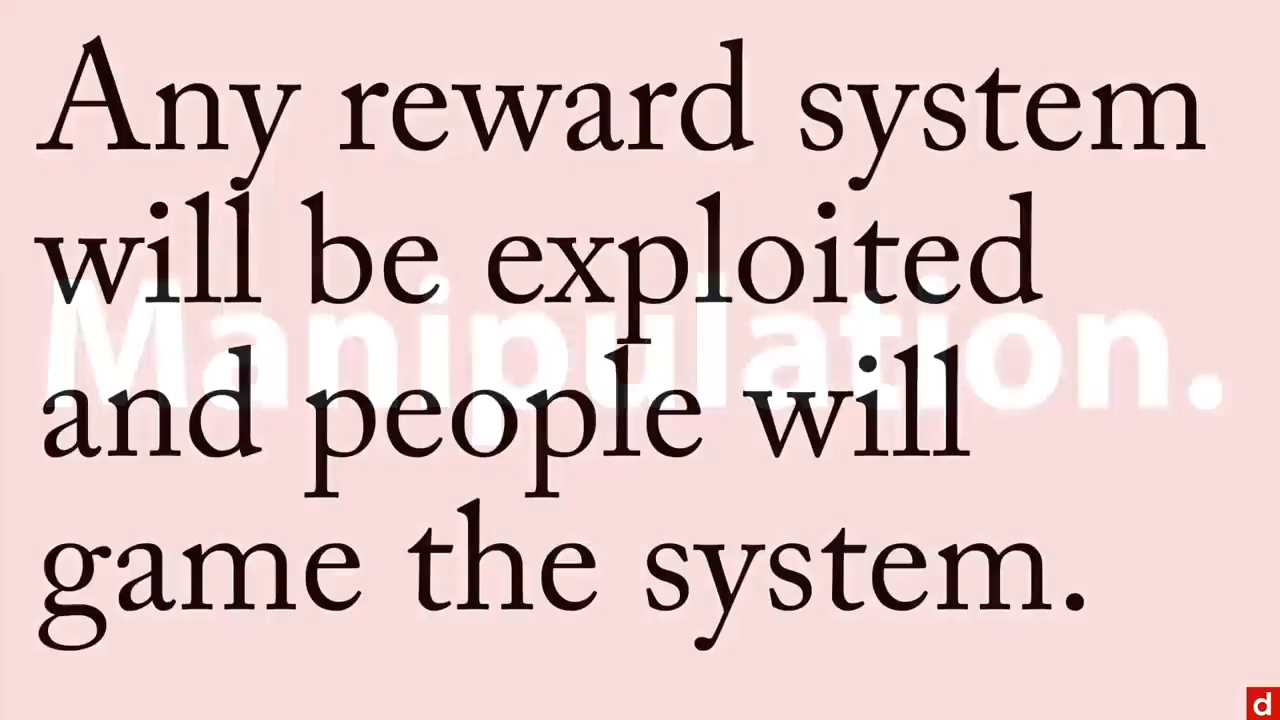 Any reward system
will be exploited
Manipulation.
and people will
game the system.
d